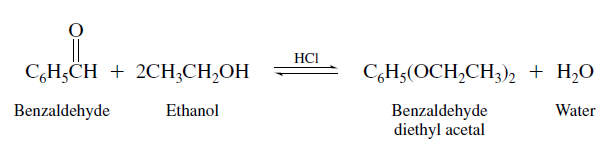 O
C₆H₅CH + 2CH₃CH₂OH HCl C₆H₅(OCH₂CH₃)₂ + H₂O
Benzaldehyde Ethanol Benzaldehyde Water
diethyl acetal